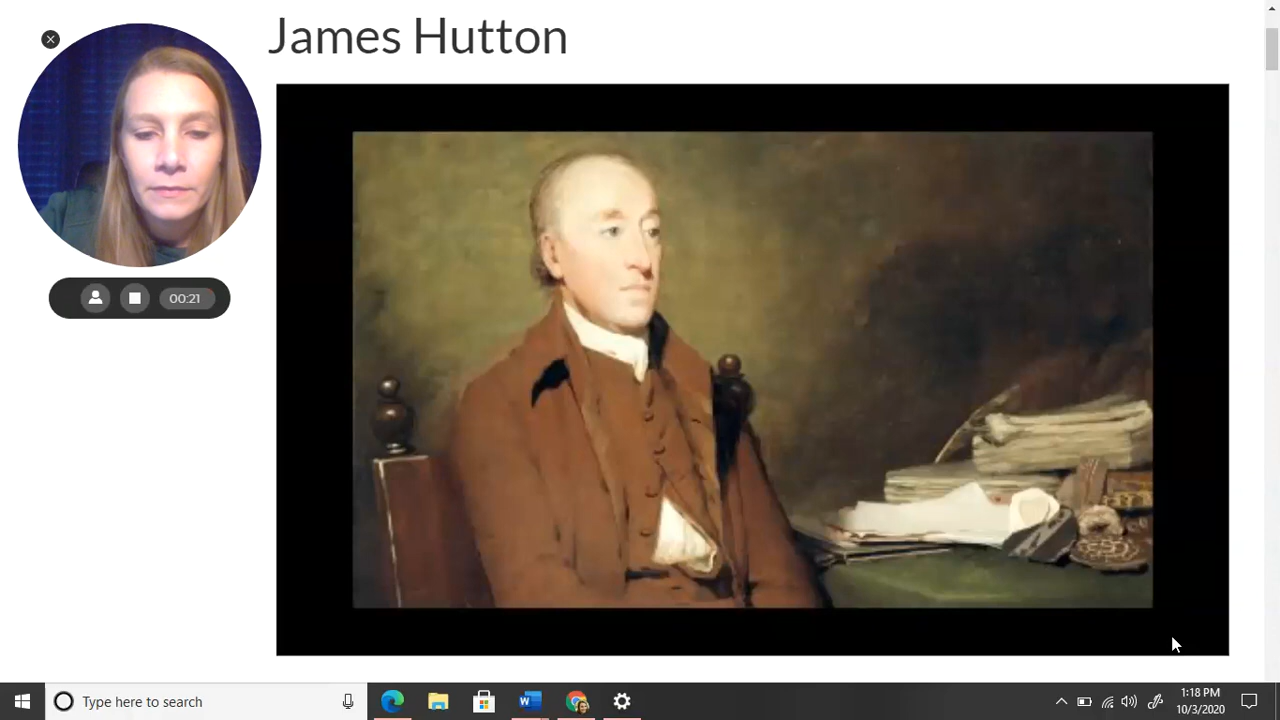 James Hutton
00:21
Type here to search
1:18 PM
10/3/2020